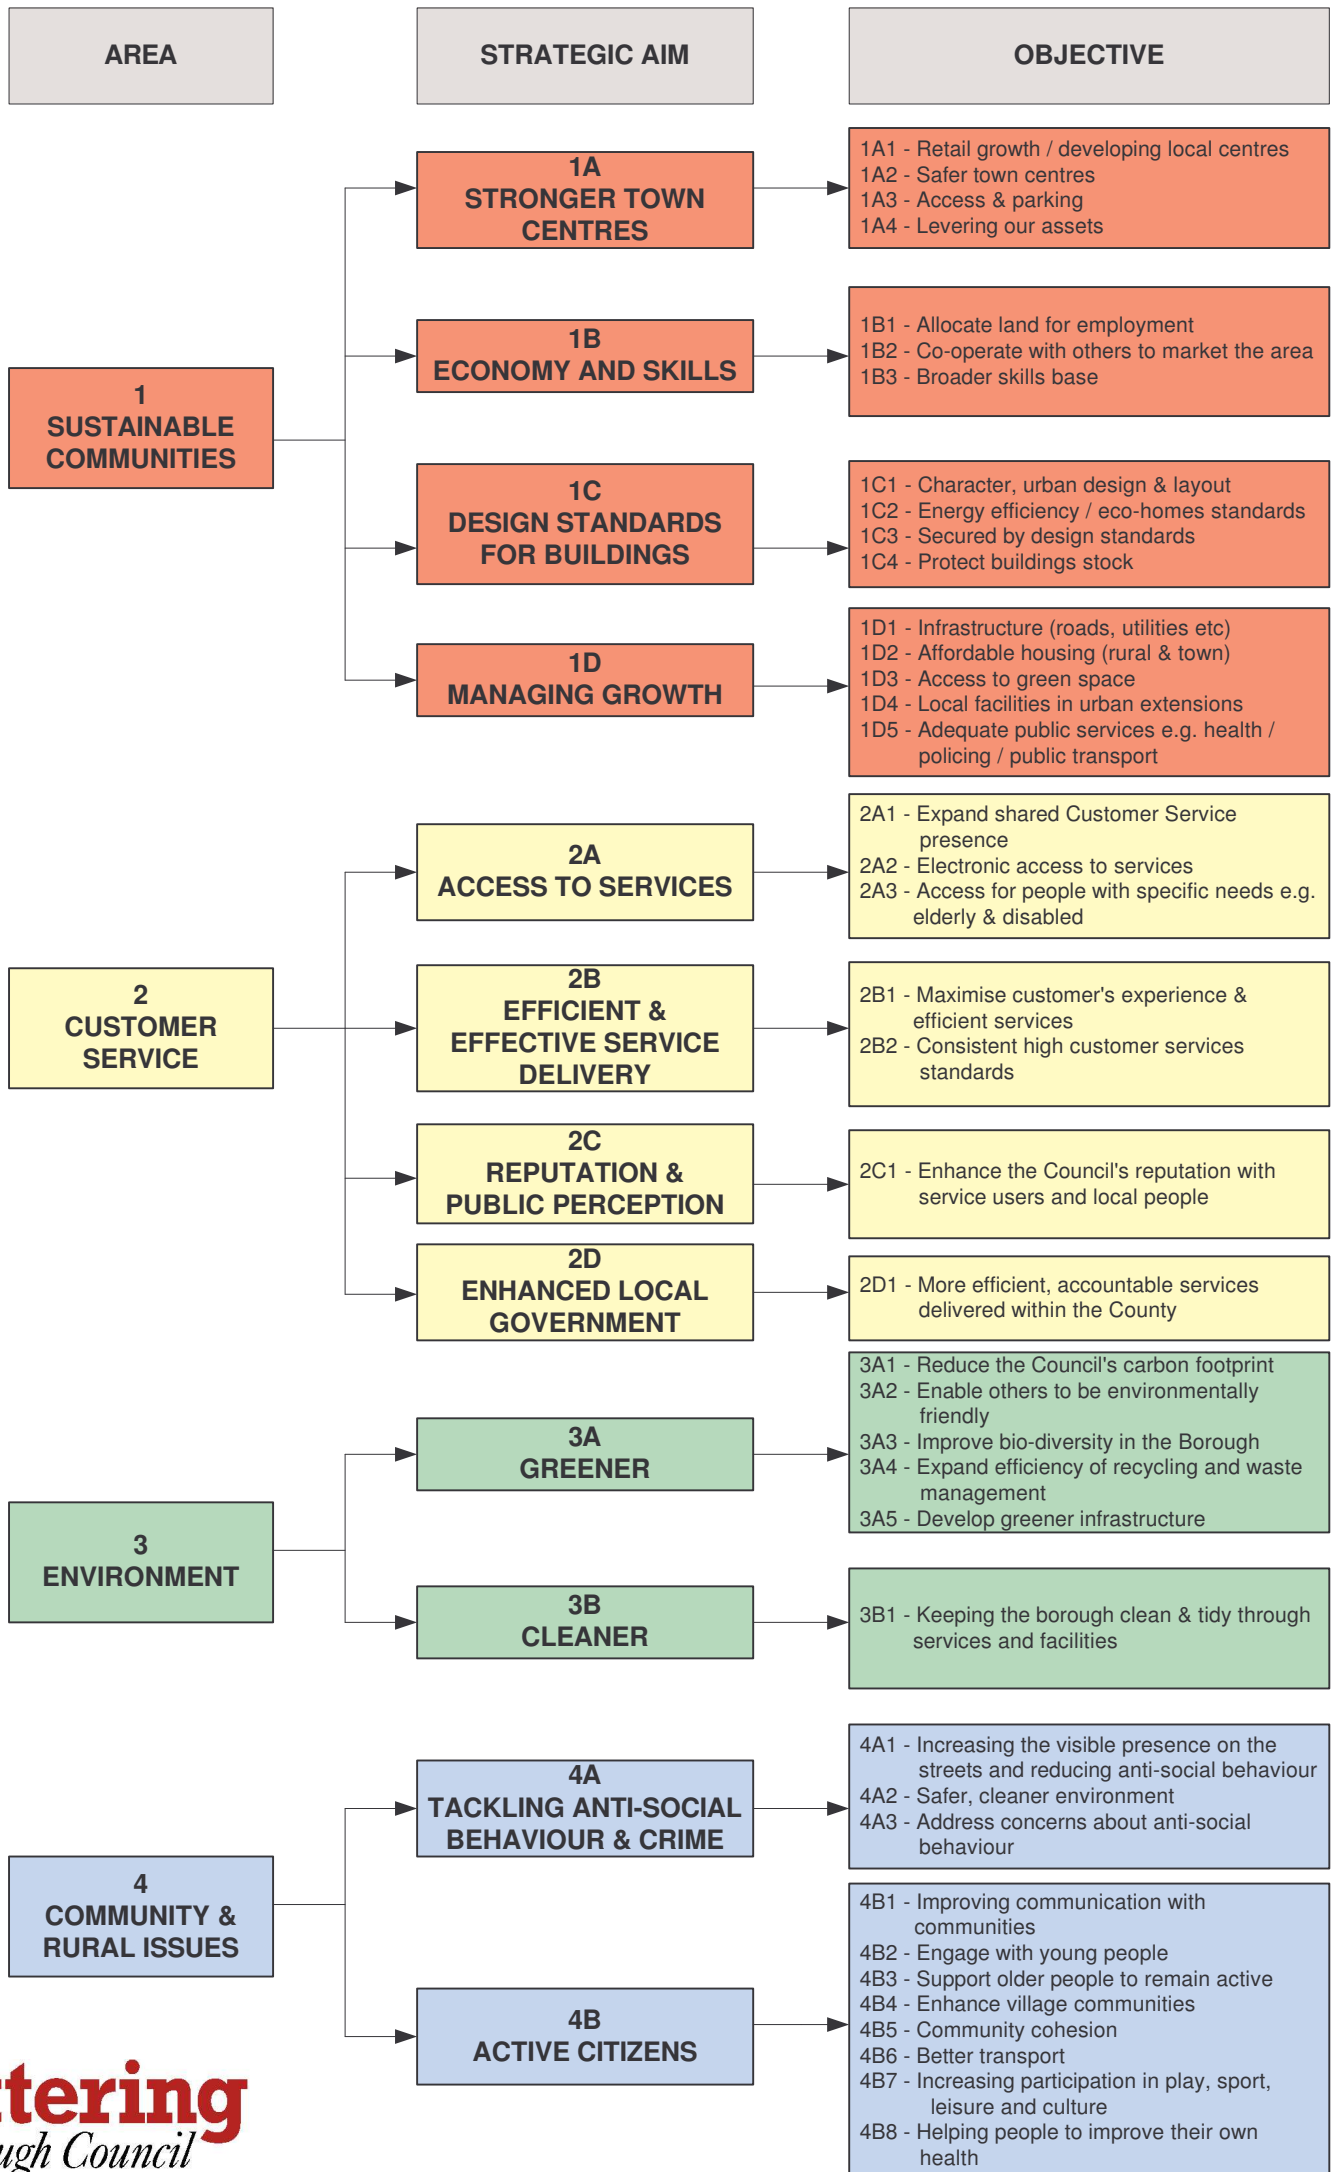 AREA
STRATEGIC AIM
OBJECTIVE
1
SUSTAINABLE
COMMUNITIES
1A
STRONGER TOWN
CENTRES
1A1 - Retail growth / developing local centres
1A2 - Safer town centres
1A3 - Access & parking
1A4 - Levering our assets
1B
ECONOMY AND SKILLS
1B1 - Allocate land for employment
1B2 - Co-operate with others to market the area
1B3 - Broader skills base
1C
DESIGN STANDARDS
FOR BUILDINGS
1C1 - Character, urban design & layout
1C2 - Energy efficiency / eco-homes standards
1C3 - Secured by design standards
1C4 - Protect buildings stock
1D
MANAGING GROWTH
1D1 - Infrastructure (roads, utilities etc)
1D2 - Affordable housing (rural & town)
1D3 - Access to green space
1D4 - Local facilities in urban extensions
1D5 - Adequate public services e.g. health /
policing / public transport
2
CUSTOMER
SERVICE
2A
ACCESS TO SERVICES
2A1 - Expand shared Customer Service
presence
2A2 - Electronic access to services
2A3 - Access for people with specific needs e.g.
elderly & disabled
2B
EFFICIENT &
EFFECTIVE SERVICE
DELIVERY
2B1 - Maximise customer's experience &
efficient services
2B2 - Consistent high customer services
standards
2C
REPUTATION &
PUBLIC PERCEPTION
2C1 - Enhance the Council's reputation with
service users and local people
2D
ENHANCED LOCAL
GOVERNMENT
2D1 - More efficient, accountable services
delivered within the County
3
ENVIRONMENT
3A
GREENER
3A1 - Reduce the Council's carbon footprint
3A2 - Enable others to be environmentally
friendly
3A3 - Improve bio-diversity in the Borough
3A4 - Expand efficiency of recycling and waste
management
3A5 - Develop greener infrastructure
3B
CLEANER
3B1 - Keeping the borough clean & tidy through
services and facilities
4
COMMUNITY &
RURAL ISSUES
4A
TACKLING ANTI-SOCIAL
BEHAVIOUR & CRIME
4A1 - Increasing the visible presence on the
streets and reducing anti-social behaviour
4A2 - Safer, cleaner environment
4A3 - Address concerns about anti-social
behaviour
4B
ACTIVE CITIZENS
4B1 - Improving communication with
communities
4B2 - Engage with young people
4B3 - Support older people to remain active
4B4 - Enhance village communities
4B5 - Community cohesion
4B6 - Better transport
4B7 - Increasing participation in play, sport,
leisure and culture
4B8 - Helping people to improve their own
health
ttering
ugh Council